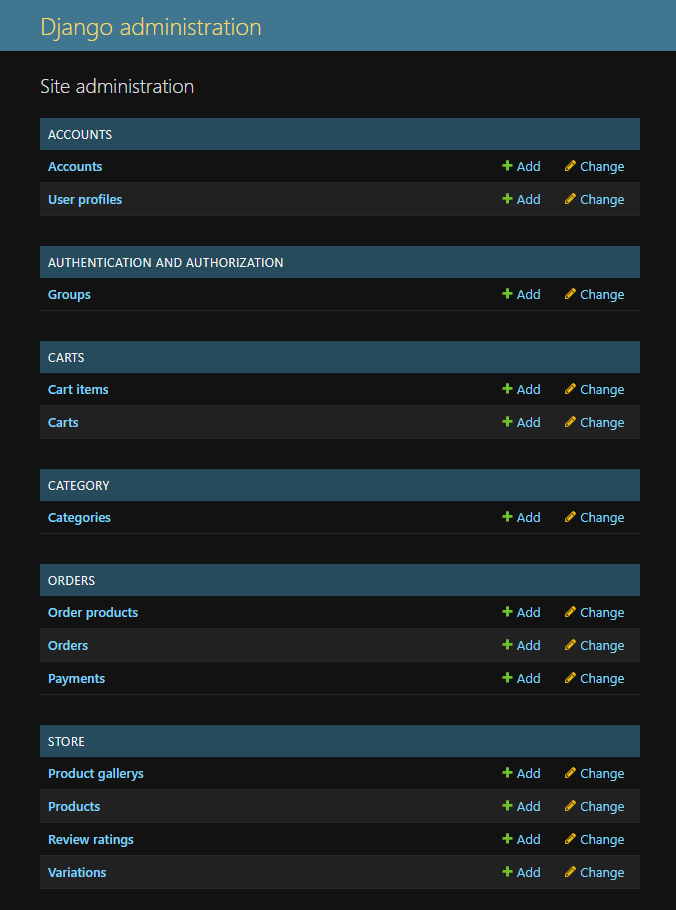 Django administration
Site administration
ACCOUNTS
Accounts Add Change
User profiles Add Change
AUTHENTICATION AND AUTHORIZATION
Groups Add Change
CARTS
Cart items Add Change
Carts Add Change
CATEGORY
Categories Add Change
ORDERS
Order products Add Change
Orders Add Change
Payments Add Change
STORE
Product gallerys Add Change
Products Add Change
Review ratings Add Change
Variations Add Change